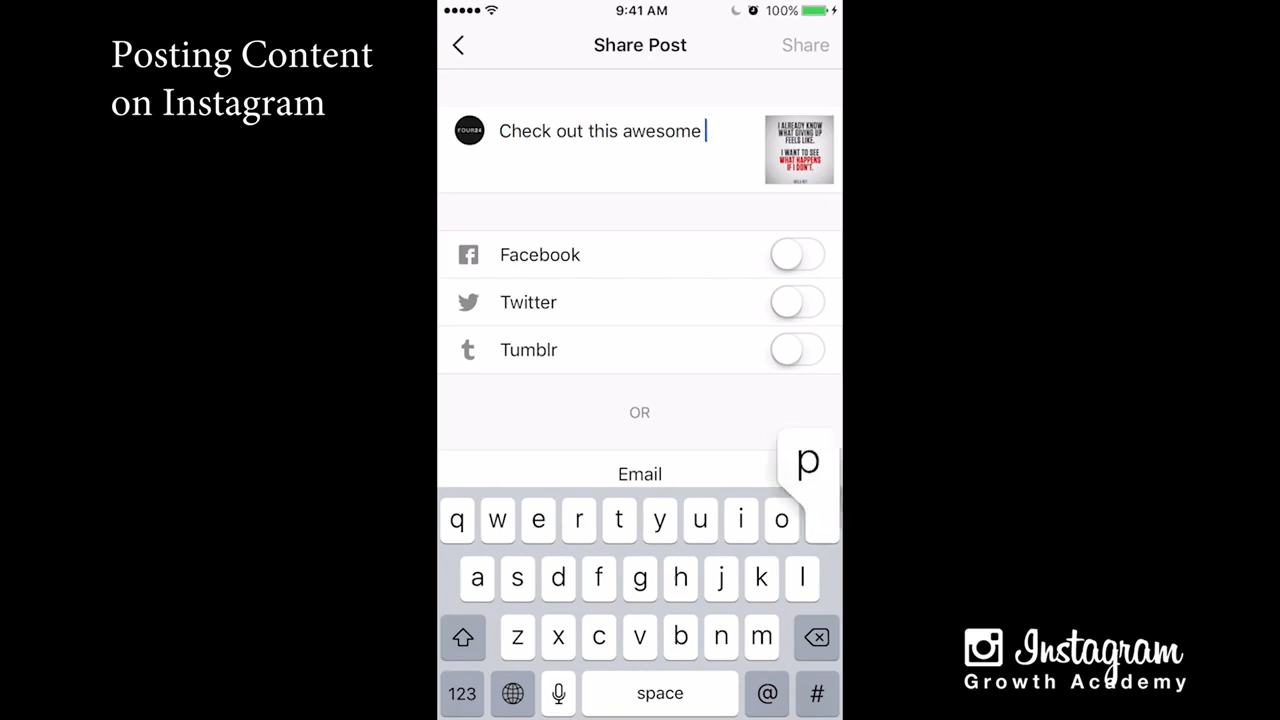 Posting Content
on Instagram
9:41 AM
100%
Share Post
Share
FOUR24
Check out this awesome
I ALREADY KNOW
WHAT GIVING UP
FEELS LIKE.
I WANT TO SEE
WHAT HAPPENS
IF I DON'T.
Facebook
Twitter
Tumblr
OR
Email
p
q w e r t y u i o
a s d f g h j k l
z x c v b n m
123 space @ #
Instagram
Growth Academy